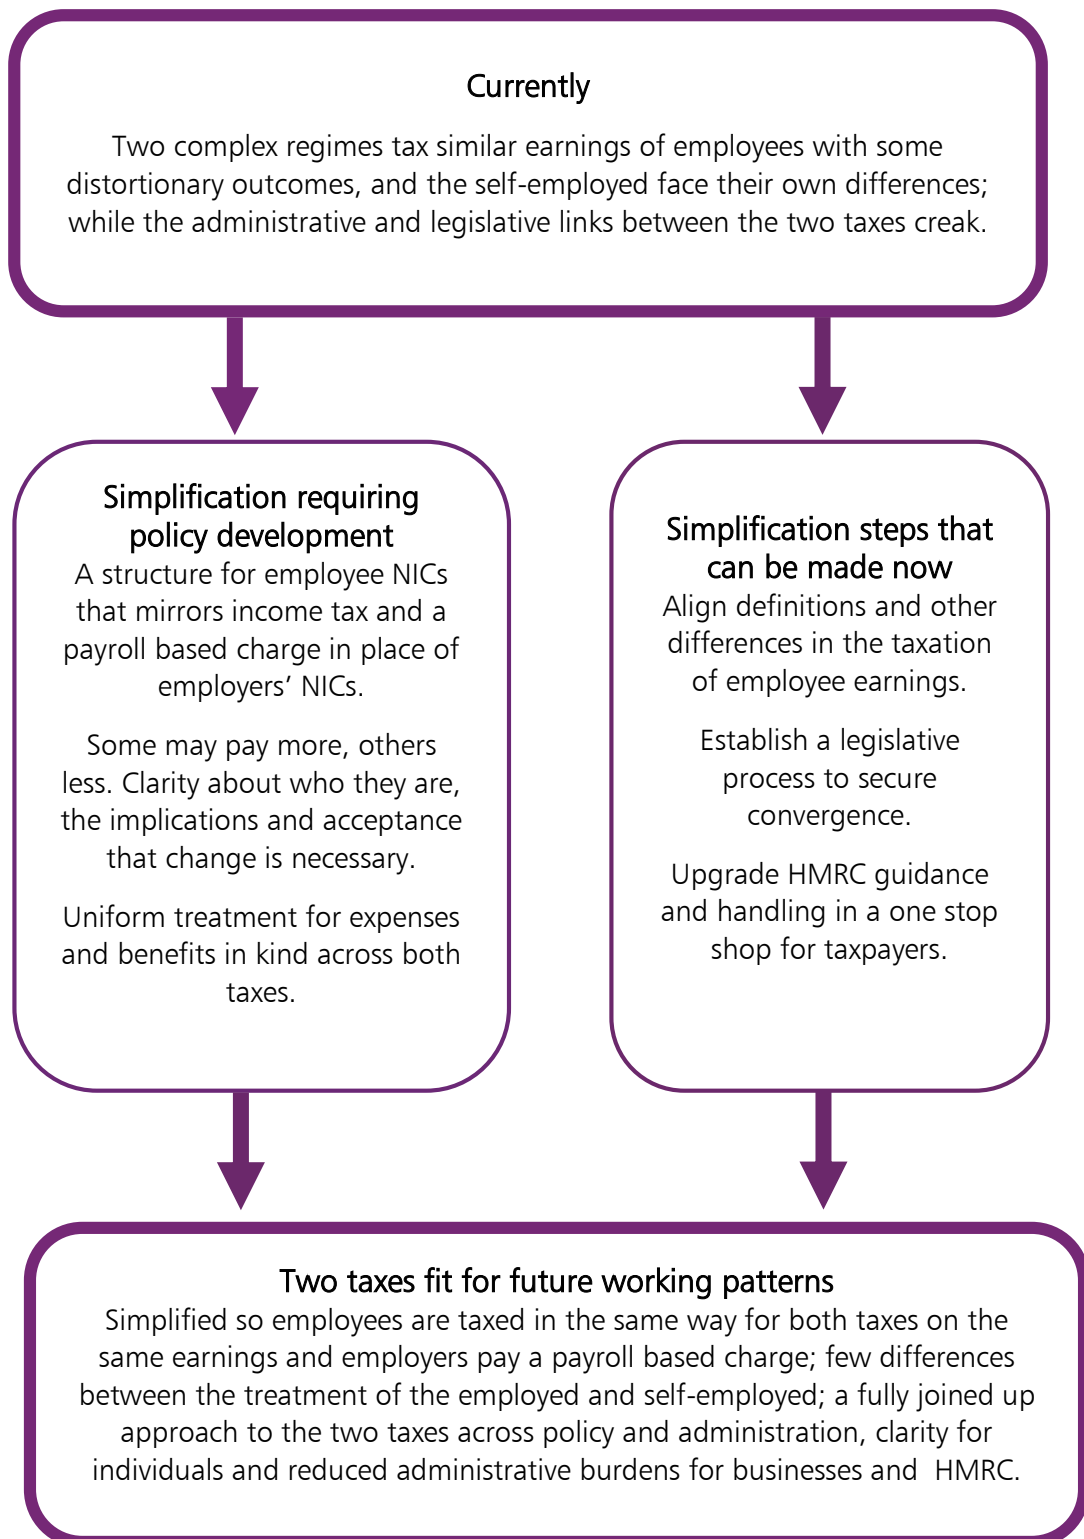 Currently
Two complex regimes tax similar earnings of employees with some
distortionary outcomes, and the self-employed face their own differences;
while the administrative and legislative links between the two taxes creak.
Simplification requiring
policy development
A structure for employee NICs
that mirrors income tax and a
payroll based charge in place of
employers’ NICs.
Some may pay more, others
less. Clarity about who they are,
the implications and acceptance
that change is necessary.
Uniform treatment for expenses
and benefits in kind across both
taxes.
Simplification steps that
can be made now
Align definitions and other
differences in the taxation
of employee earnings.
Establish a legislative
process to secure
convergence.
Upgrade HMRC guidance
and handling in a one stop
shop for taxpayers.
Two taxes fit for future working patterns
Simplified so employees are taxed in the same way for both taxes on the
same earnings and employers pay a payroll based charge; few differences
between the treatment of the employed and self-employed; a fully joined up
approach to the two taxes across policy and administration, clarity for
individuals and reduced administrative burdens for businesses and  HMRC.